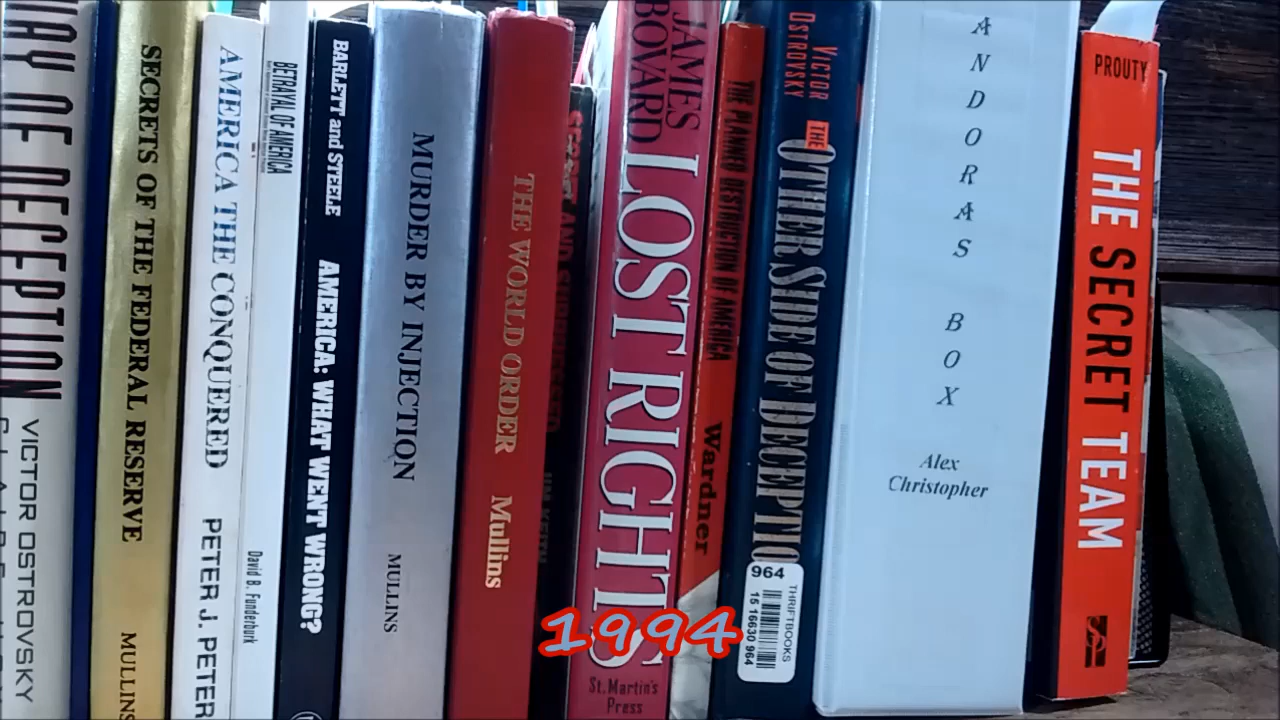 WAY OF DECEPTION
VICTOR OSTROVSKY
SECRETS OF THE FEDERAL RESERVE
MULLINS
AMERICA THE CONQUERED
PETER J. PETER
BETRAYAL OF AMERICA
David B. Funderburk
BARLETT and STEELE
AMERICA: WHAT WENT WRONG?
MURDER BY INJECTION
MULLINS
THE WORLD ORDER
Mullins
AND SUPPRESSED
JAMES
BOVARD
LOST RIGHTS
St. Martin's
Press
THE PLANNED DESTRUCTION OF AMERICA
Wardner
VICTOR
OSTROVSKY
THE
OTHER SIDE OF DECEPTIO
964
THRIFTBOOKS
15 16630 964
ANDORAS
BOX
Alex
Christopher
PROUTY
THE SECRET TEAM
1994